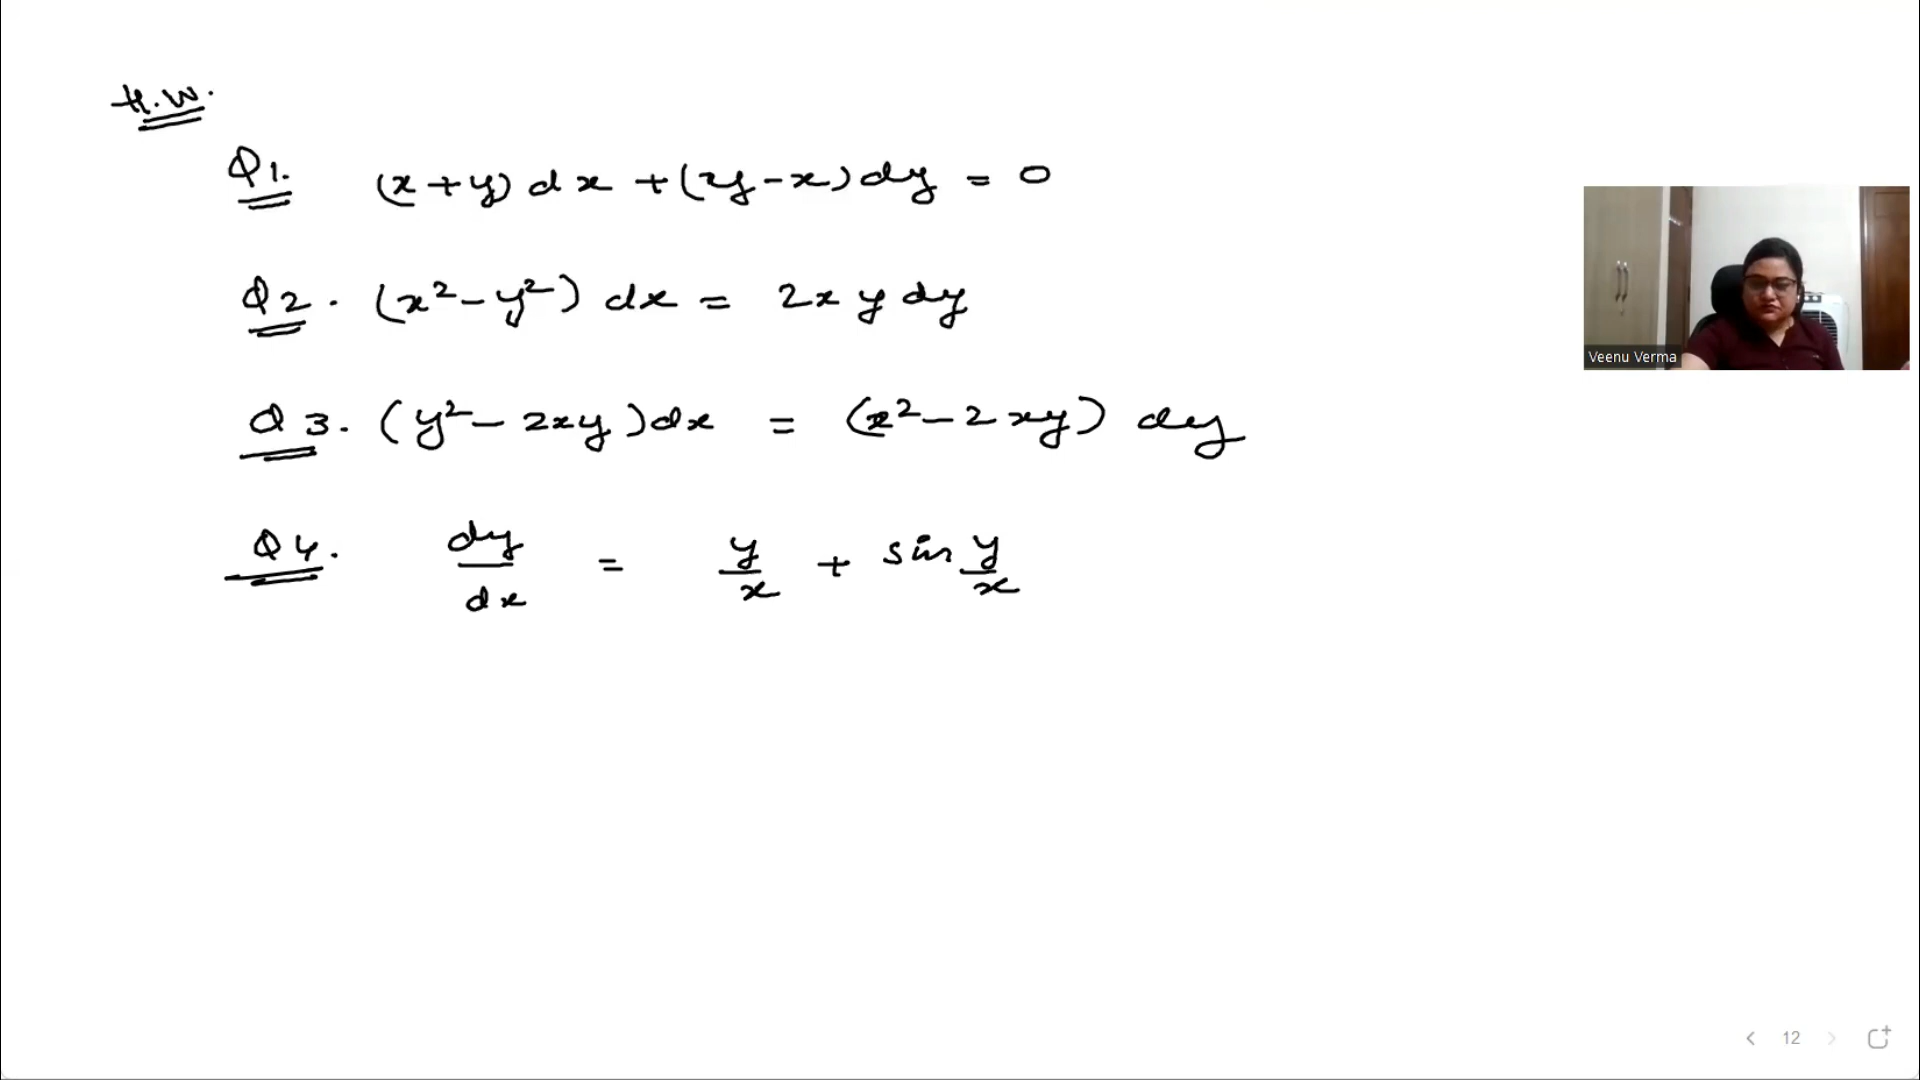 H.W.
Q1. (x+y) dx + (xy-x) dy = 0
Q2. (x²-y²) dx = 2xy dy
Q3. (y²-2xy) dx = (x²-2xy) dy
Q4. dy/dx = y/x + sin y/x
Veenu Verma
12